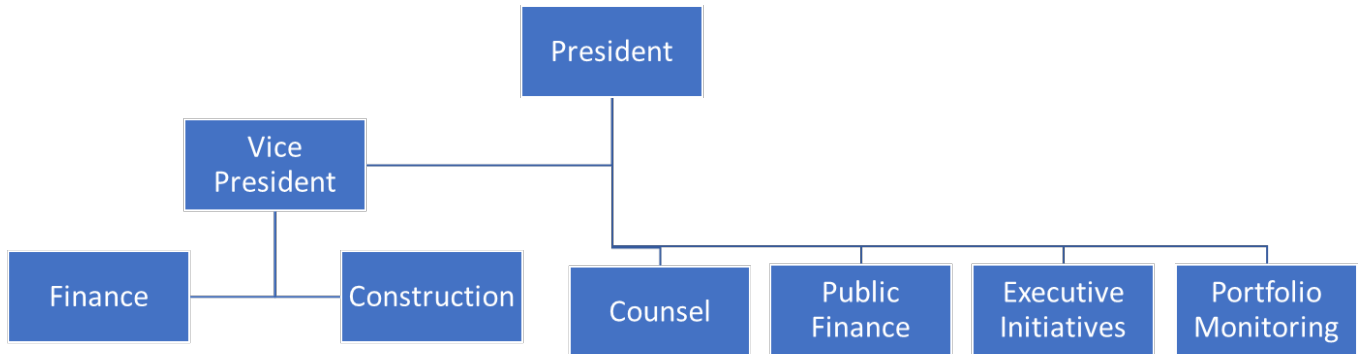 President
Vice
President
Finance
Construction
Counsel
Public
Finance
Executive
Initiatives
Portfolio
Monitoring